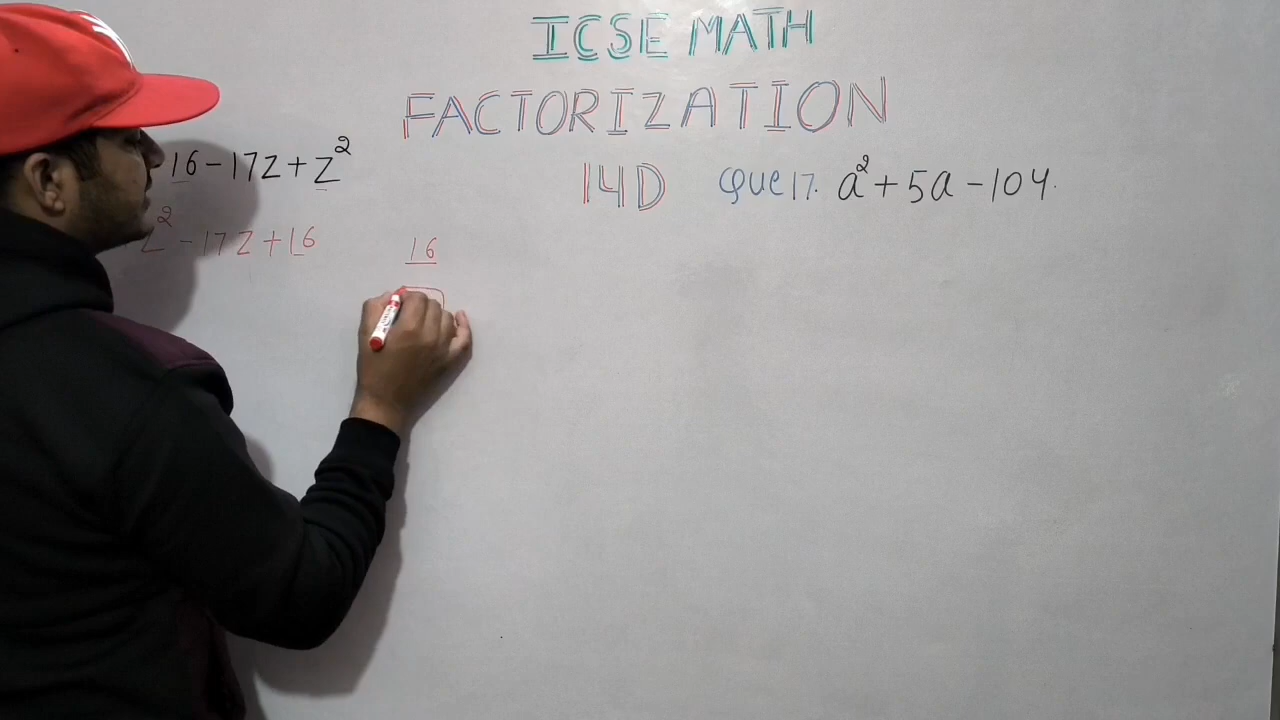 ICSE MATH
FACTORIZATION
14D
16-17z+z²
z²-17z+16
16
Que 17. a²+5a-104.